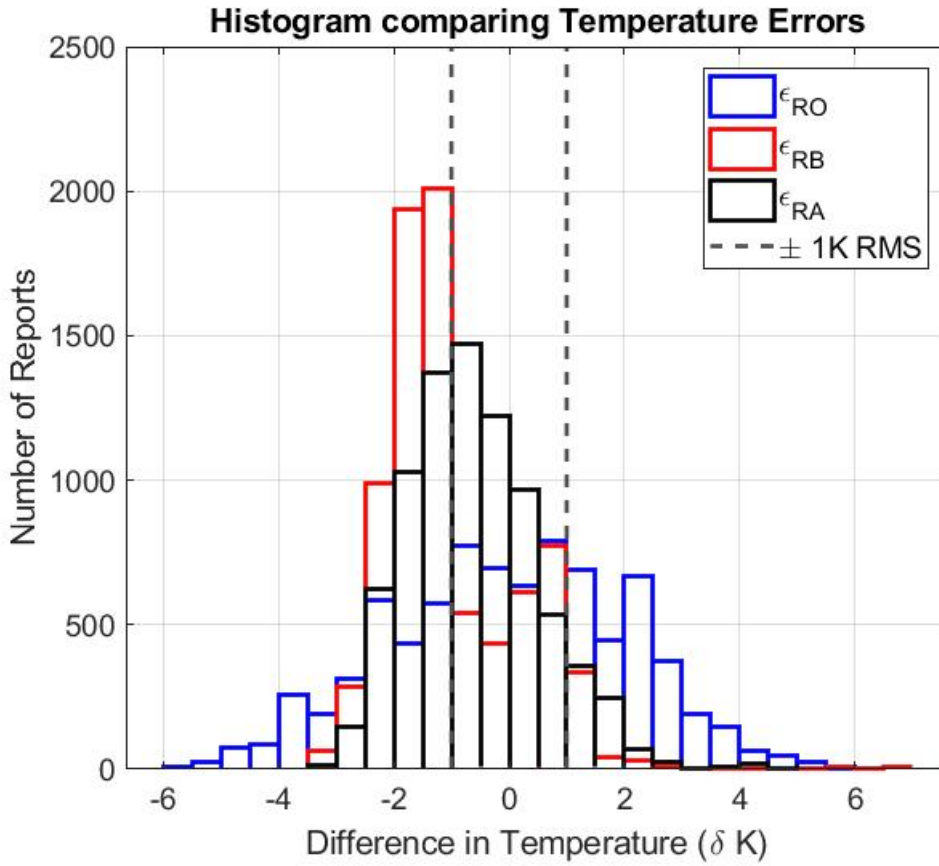 Histogram comparing Temperature Errors
2500
2000
1500
1000
500
0
Number of Reports
ϵRO
ϵRB
ϵRA
± 1K RMS
-6 -4 -2 0 2 4 6
Difference in Temperature (δ K)